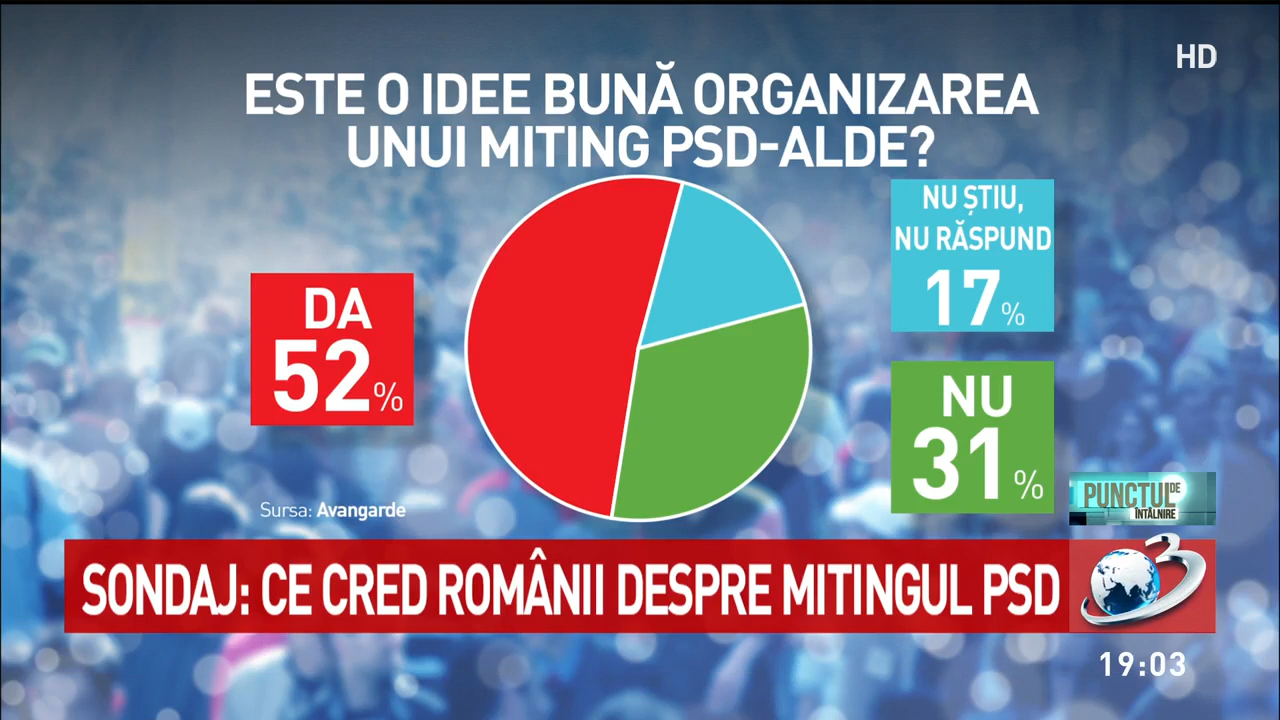 HD
ESTE O IDEE BUNĂ ORGANIZAREA
UNUI MITING PSD-ALDE?
DA
52%
NU ȘTIU,
NU RĂSPUND
17%
NU
31%
Sursa: Avangarde
PUNCTUL DE
ÎNTÂLNIRE
SONDAJ: CE CRED ROMÂNII DESPRE MITINGUL PSD
3
19:03